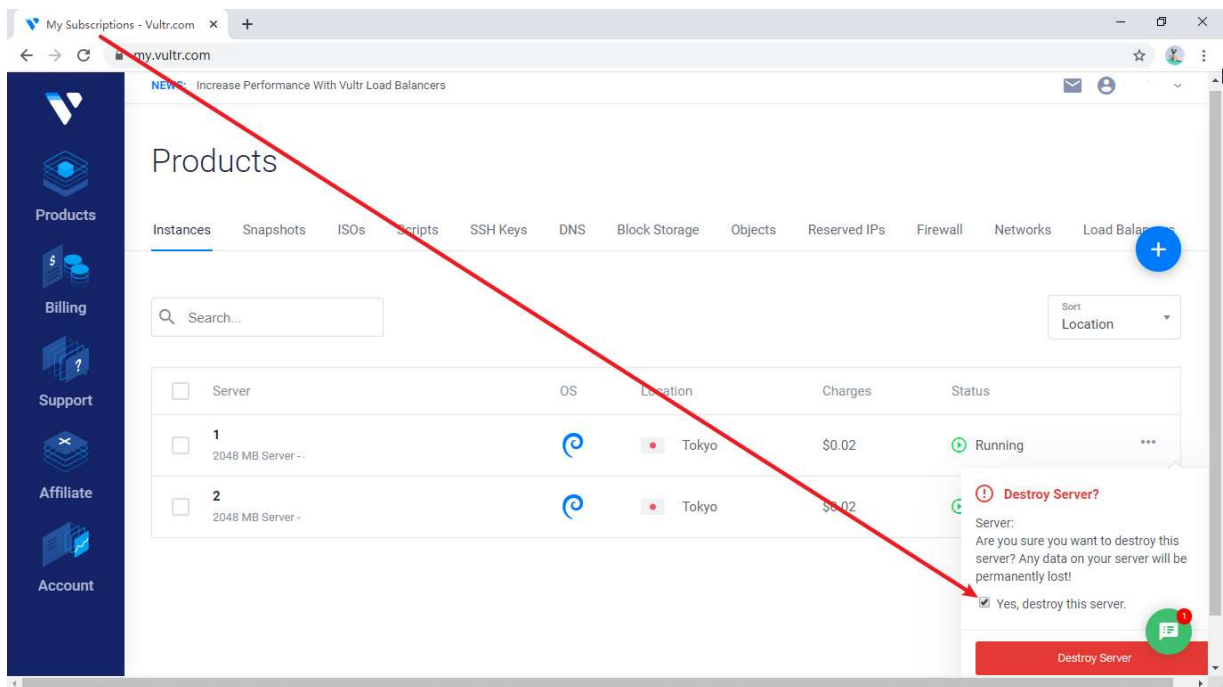 My Subscriptions - Vultr.com
my.vultr.com
NEWS: Increase Performance With Vultr Load Balancers
Products
Products
Instances Snapshots ISOs Scripts SSH Keys DNS Block Storage Objects Reserved IPs Firewall Networks Load Balancers
Billing
Search...
Sort
Location
Support
Server OS Location Charges Status
1
2048 MB Server -
Tokyo $0.02 Running
Affiliate
2
2048 MB Server -
Tokyo $0.02
Destroy Server?
Server:
Are you sure you want to destroy this
server? Any data on your server will be
permanently lost!
Account
Yes, destroy this server.
1
Destroy Server